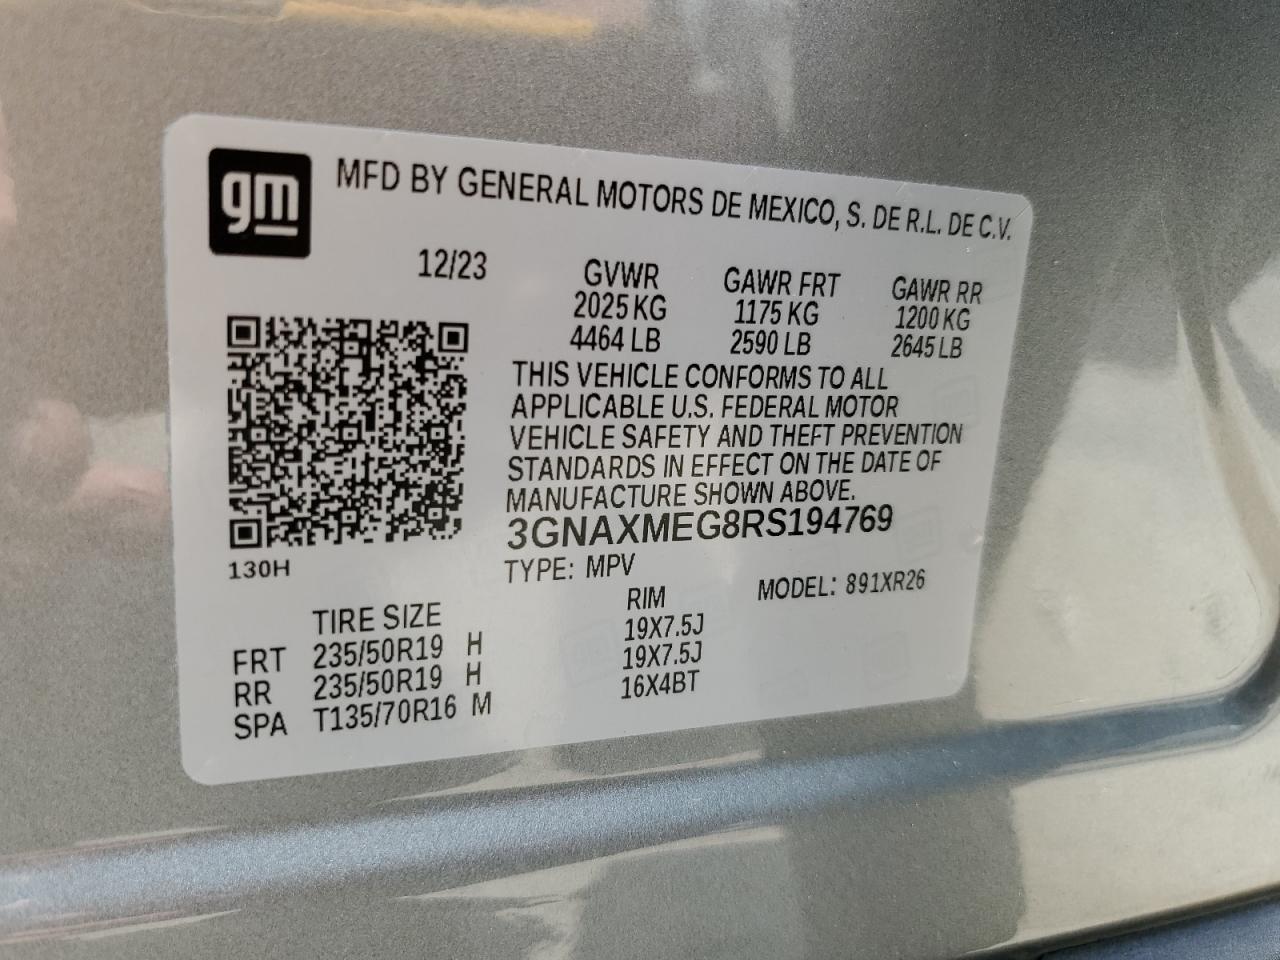 gm
MFD BY GENERAL MOTORS DE MEXICO, S. DE R.L. DE C.V.
12/23
GVWR GAWR FRT GAWR RR
2025 KG 1175 KG 1200 KG
4464 LB 2590 LB 2645 LB
THIS VEHICLE CONFORMS TO ALL
APPLICABLE U.S. FEDERAL MOTOR
VEHICLE SAFETY AND THEFT PREVENTION
STANDARDS IN EFFECT ON THE DATE OF
MANUFACTURE SHOWN ABOVE.
3GNAXMEG8RS194769
130H
TYPE: MPV MODEL: 891XR26
TIRE SIZE RIM
FRT 235/50R19 H 19X7.5J
RR 235/50R19 H 19X7.5J
SPA T135/70R16 M 16X4BT